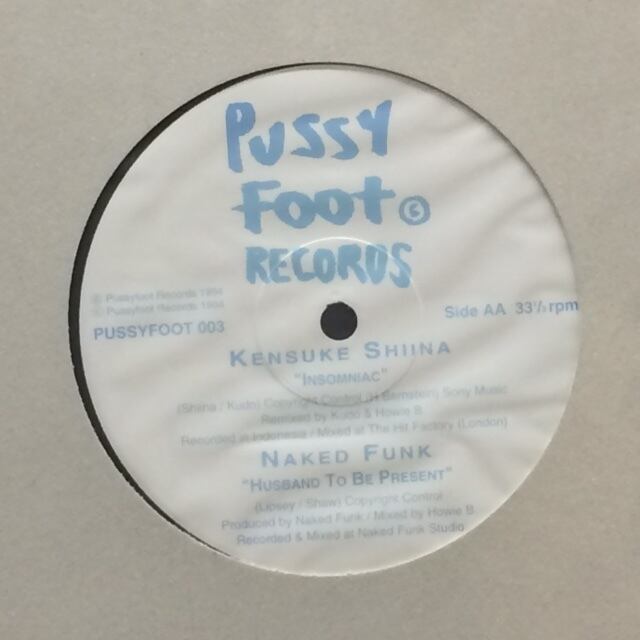 PUSSY
FOOT ©
RECORDS
℗ Pussyfoot Records 1994
© Pussyfoot Records 1994
PUSSYFOOT 003
Side AA 33⅓ rpm
KENSUKE SHIINA
"INSOMNIAC"
(Shiina / Kudo) Copyright Control / H Bernstein) Sony Music
Remixed by Kudo & Howie B.
Recorded in Indonesia / Mixed at The Hit Factory (London)
NAKED FUNK
"HUSBAND TO BE PRESENT"
(Lipsey / Shaw) Copyright Control
Produced by Naked Funk / Mixed by Howie B.
Recorded & Mixed at Naked Funk Studio